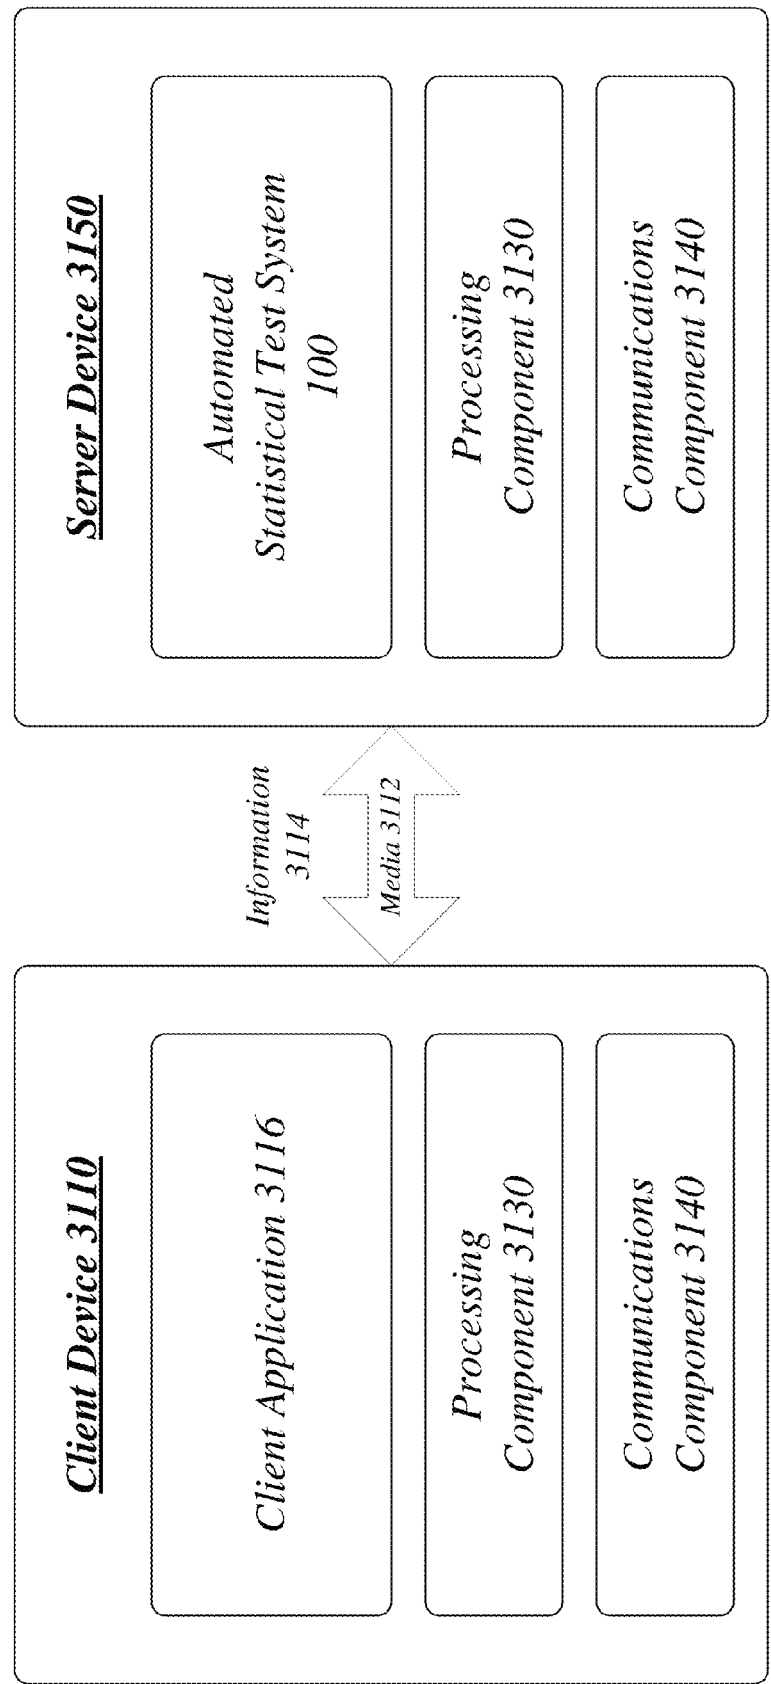 Client Device 3110
Client Application 3116
Processing
Component 3130
Communications
Component 3140
Information
3114
Media 3112
Server Device 3150
Automated
Statistical Test System
100
Processing
Component 3130
Communications
Component 3140